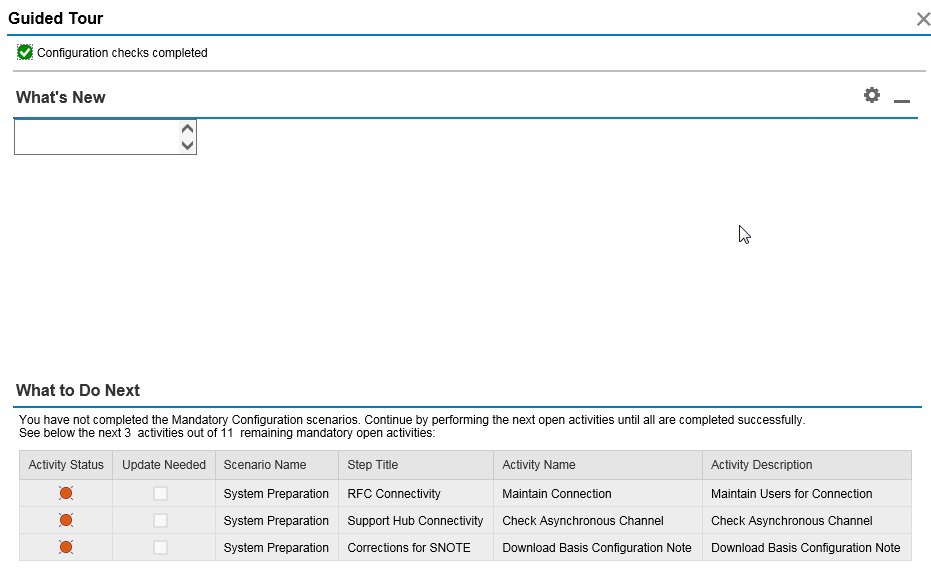 Guided Tour
Configuration checks completed
What's New
What to Do Next
You have not completed the Mandatory Configuration scenarios. Continue by performing the next open activities until all are completed successfully.
See below the next 3 activities out of 11 remaining mandatory open activities:
Activity Status Update Needed Scenario Name Step Title Activity Name Activity Description
System Preparation RFC Connectivity Maintain Connection Maintain Users for Connection
System Preparation Support Hub Connectivity Check Asynchronous Channel Check Asynchronous Channel
System Preparation Corrections for SNOTE Download Basis Configuration Note Download Basis Configuration Note